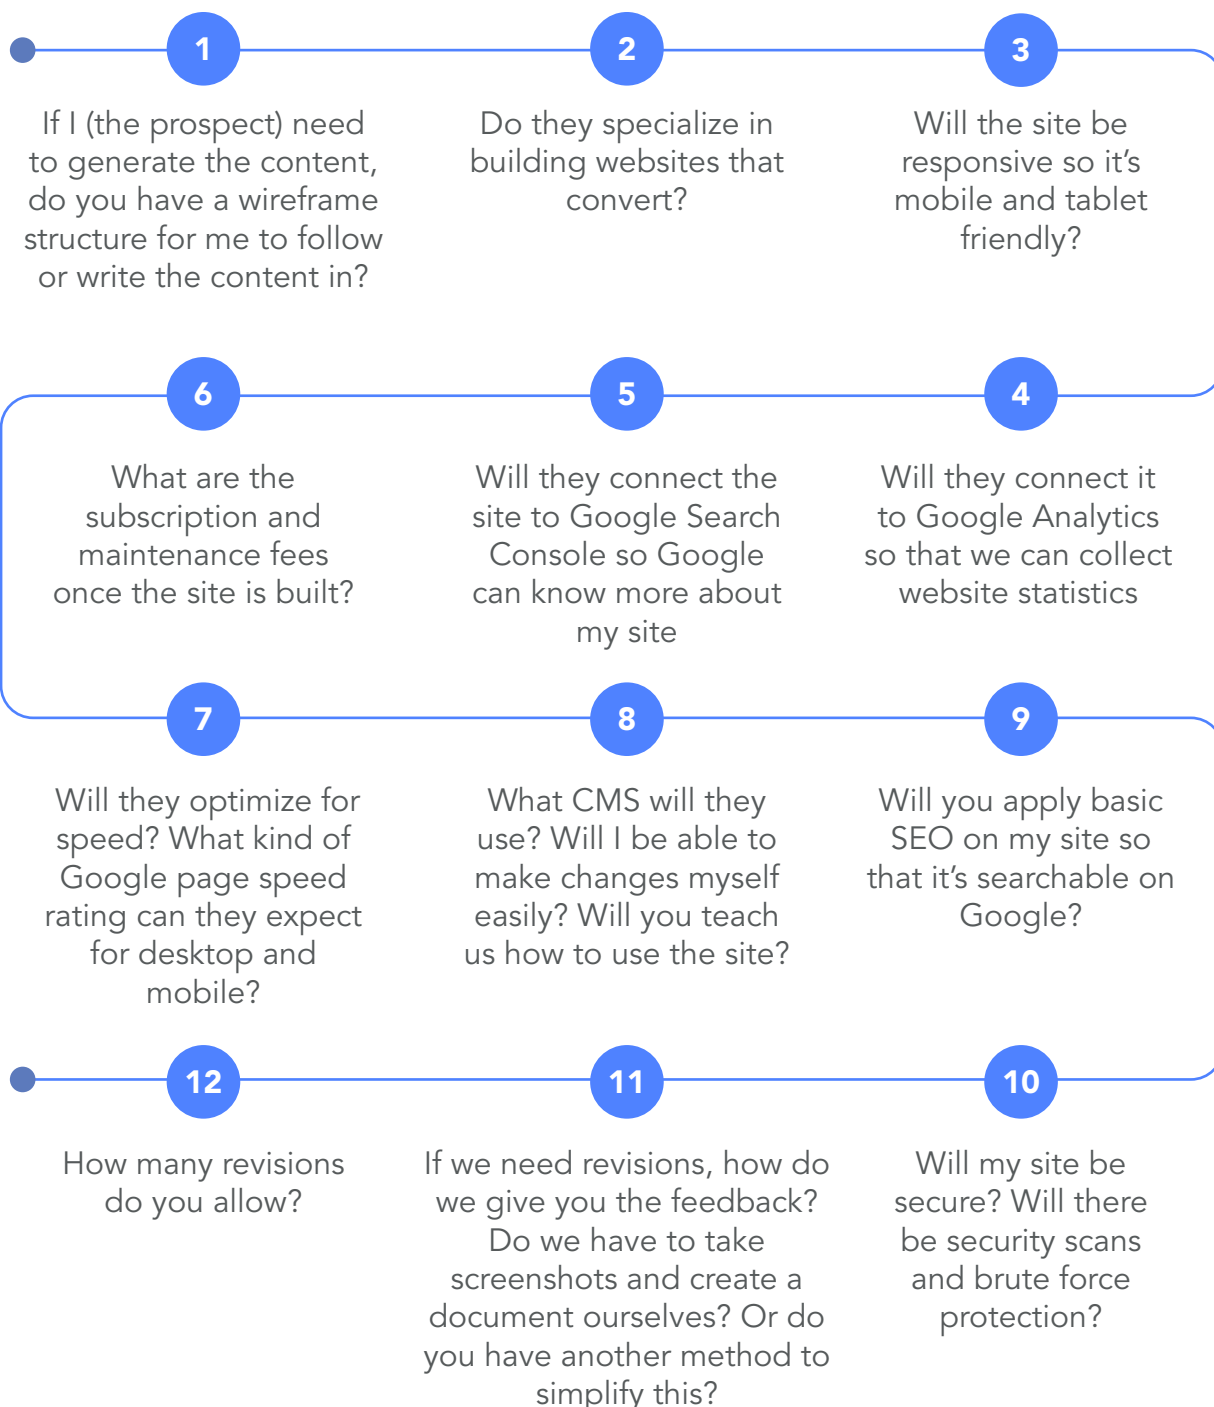 1
If I (the prospect) need
to generate the content,
do you have a wireframe
structure for me to follow
or write the content in?
2
Do they specialize in
building websites that
convert?
3
Will the site be
responsive so it’s
mobile and tablet
friendly?
4
Will they connect it
to Google Analytics
so that we can collect
website statistics
5
Will they connect the
site to Google Search
Console so Google
can know more about
my site
6
What are the
subscription and
maintenance fees
once the site is built?
7
Will they optimize for
speed? What kind of
Google page speed
rating can they expect
for desktop and
mobile?
8
What CMS will they
use? Will I be able to
make changes myself
easily? Will you teach
us how to use the site?
9
Will you apply basic
SEO on my site so
that it’s searchable on
Google?
10
Will my site be
secure? Will there
be security scans
and brute force
protection?
11
If we need revisions, how do
we give you the feedback?
Do we have to take
screenshots and create a
document ourselves? Or do
you have another method to
simplify this?
12
How many revisions
do you allow?